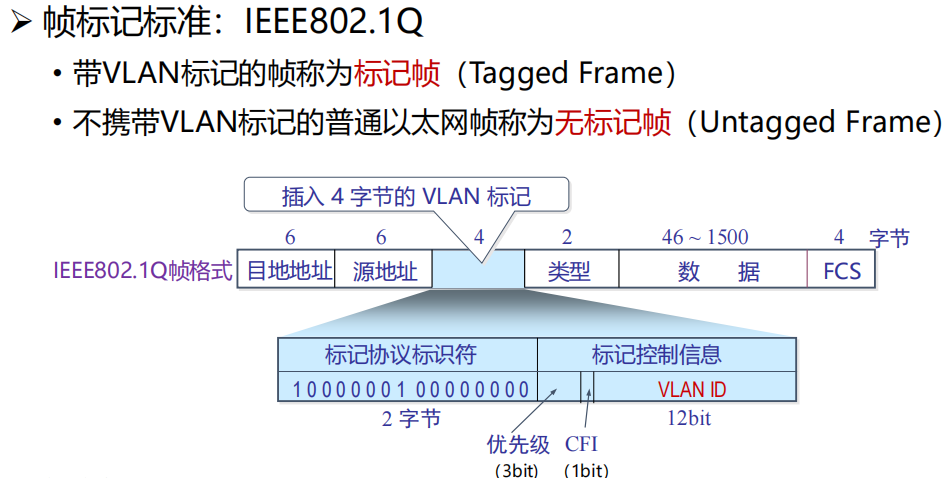 ➢ 帧标记标准：IEEE802.1Q
• 带VLAN标记的帧称为标记帧（Tagged Frame）
• 不携带VLAN标记的普通以太网帧称为无标记帧（Untagged Frame）
插入 4 字节的 VLAN 标记
6 6 4 2 46 ~ 1500 4 字节
IEEE802.1Q帧格式 目地地址 源地址 类型 数 据 FCS
标记协议标识符 标记控制信息
1 0 0 0 0 0 0 1 0 0 0 0 0 0 0 0 VLAN ID
2 字节 12bit
优先级 CFI
（3bit） （1bit）